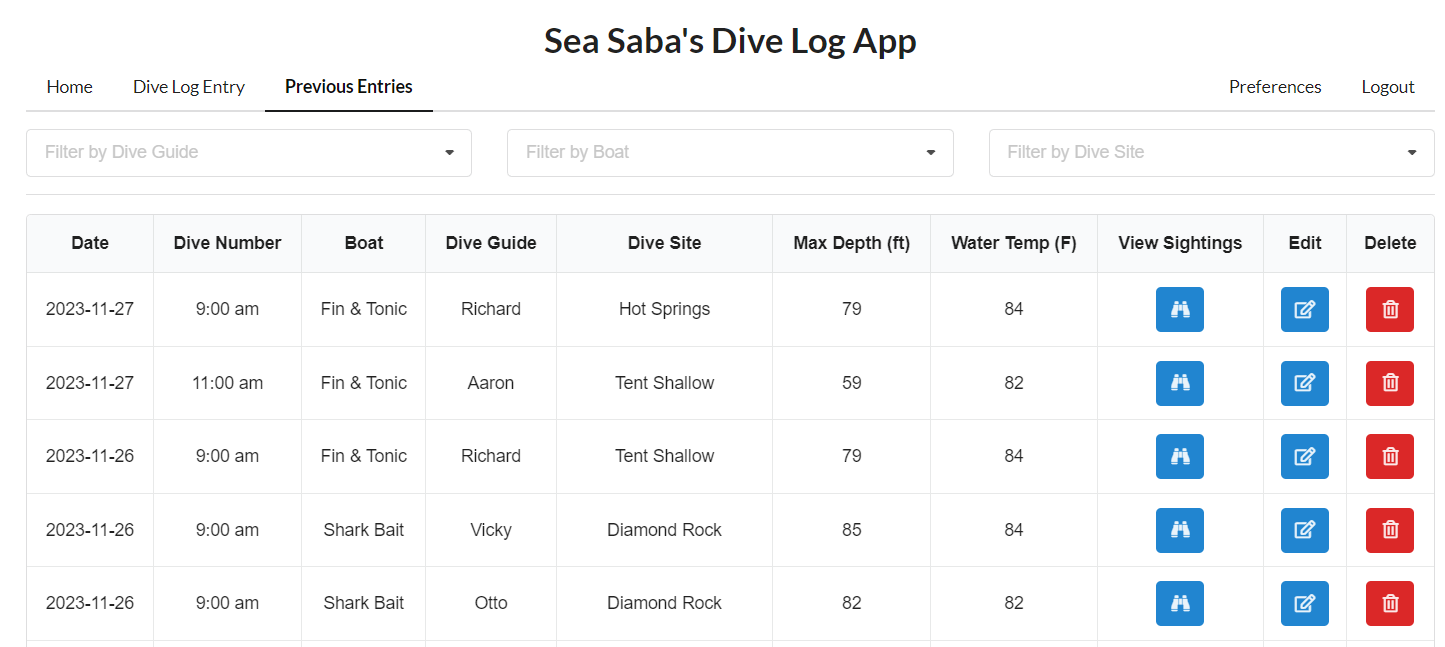 Sea Saba's Dive Log App
Home Dive Log Entry Previous Entries Preferences Logout
Filter by Dive Guide Filter by Boat Filter by Dive Site
Date Dive Number Boat Dive Guide Dive Site Max Depth (ft) Water Temp (F) View Sightings Edit Delete
2023-11-27 9:00 am Fin & Tonic Richard Hot Springs 79 84
2023-11-27 11:00 am Fin & Tonic Aaron Tent Shallow 59 82
2023-11-26 9:00 am Fin & Tonic Richard Tent Shallow 79 84
2023-11-26 9:00 am Shark Bait Vicky Diamond Rock 85 84
2023-11-26 9:00 am Shark Bait Otto Diamond Rock 82 82